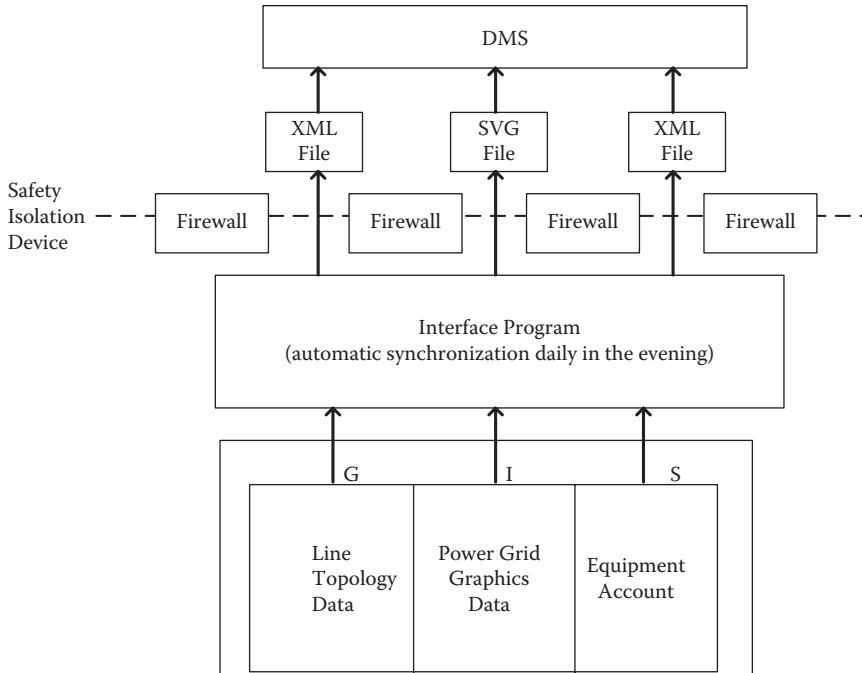 DMS
XML
File
SVG
File
XML
File
Safety
Isolation
Device
Firewall
Firewall
Firewall
Firewall
Interface Program
(automatic synchronization daily in the evening)
G
I
S
Line
Topology
Data
Power Grid
Graphics
Data
Equipment
Account